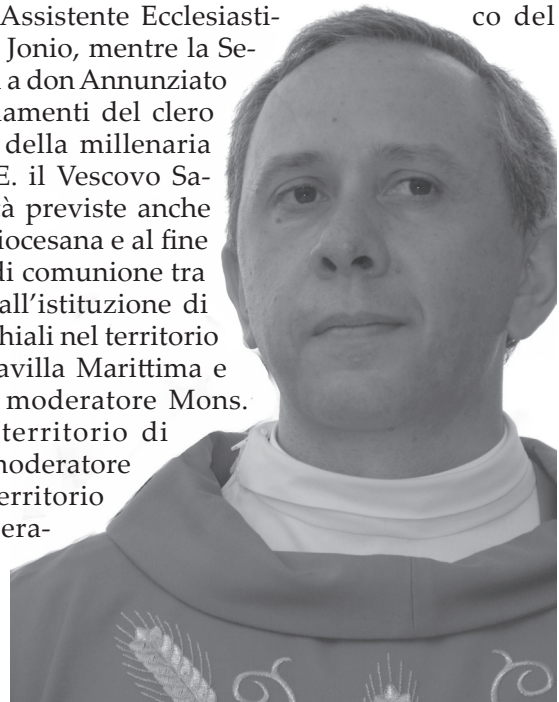 Assistente Ecclesiasti-
co del
Jonio, mentre la Se-
a don Annunziato
amenti del clero
della millenaria
E. il Vescovo Sa-
previste anche
iocesana e al fine
di comunione tra
all'istituzione di
hiali nel territorio
avilla Marittima e
moderatore Mons.
territorio di
moderatore
erritorio
era-